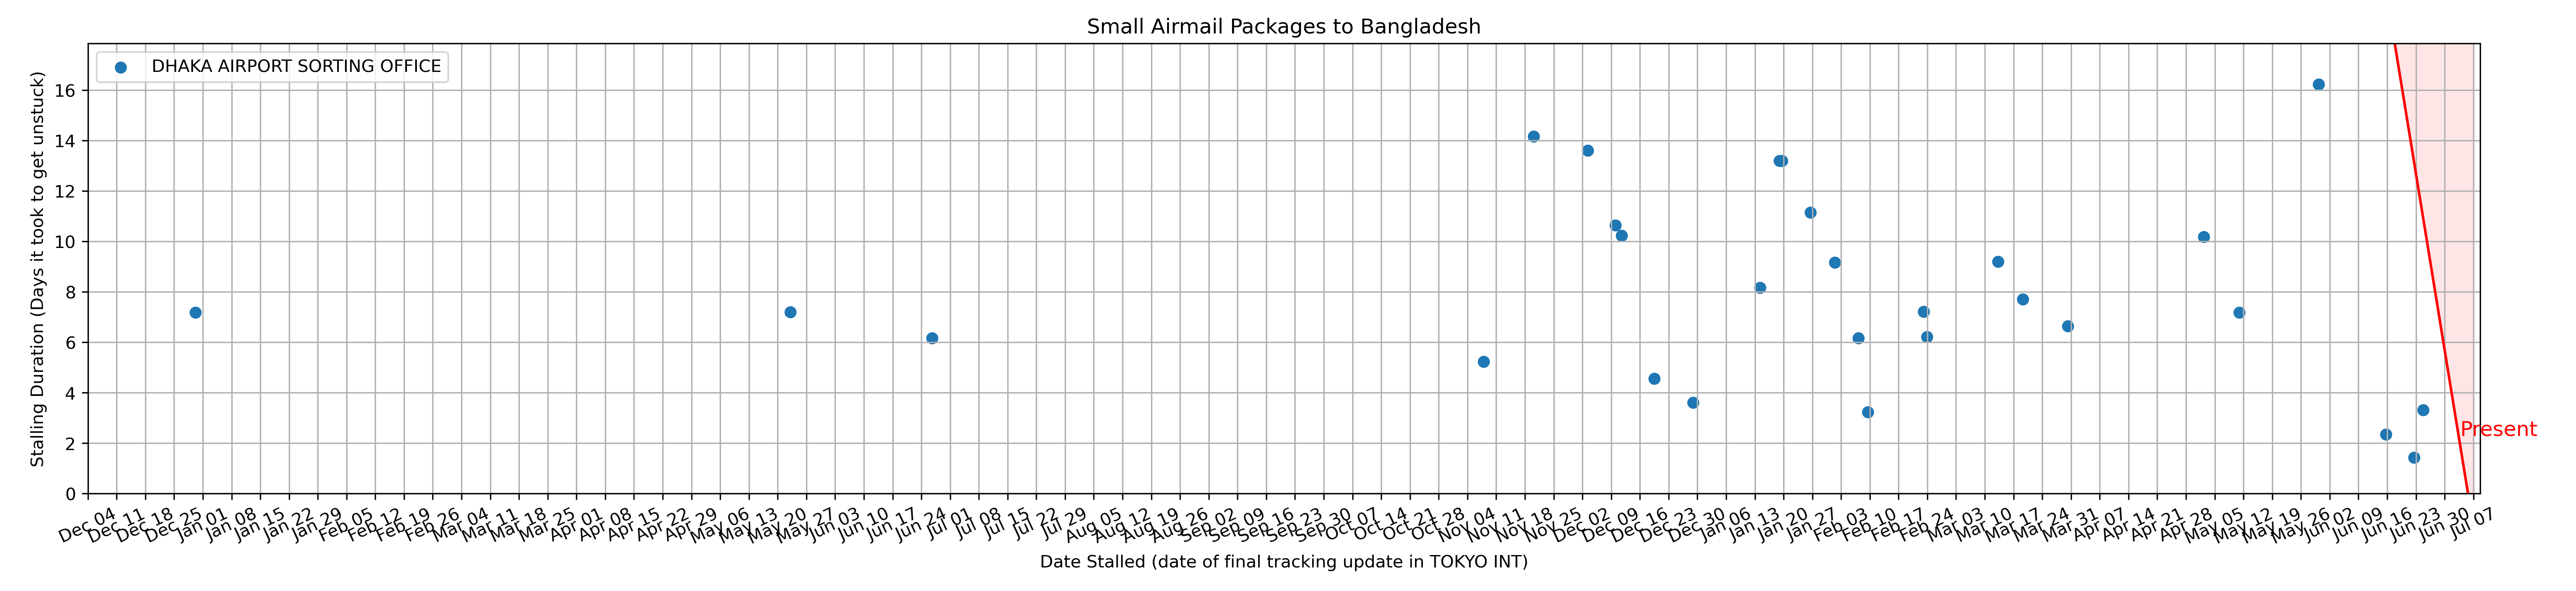 Small Airmail Packages to Bangladesh
DHAKA AIRPORT SORTING OFFICE
Stalling Duration (Days it took to get unstuck)
16
14
12
10
8
6
4
2
0
Present
Dec 04 Dec 11 Dec 18 Dec 25 Jan 01 Jan 08 Jan 15 Jan 22 Jan 29 Feb 05 Feb 12 Feb 19 Feb 26 Mar 04 Mar 11 Mar 18 Mar 25 Apr 01 Apr 08 Apr 15 Apr 22 Apr 29 May 06 May 13 May 20 May 27 Jun 03 Jun 10 Jun 17 Jun 24 Jul 01 Jul 08 Jul 15 Jul 22 Jul 29 Aug 05 Aug 12 Aug 19 Aug 26 Sep 02 Sep 09 Sep 16 Sep 23 Sep 30 Oct 07 Oct 14 Oct 21 Oct 28 Nov 04 Nov 11 Nov 18 Nov 25 Dec 02 Dec 09 Dec 16 Dec 23 Dec 30 Jan 06 Jan 13 Jan 20 Jan 27 Feb 03 Feb 10 Feb 17 Feb 24 Mar 03 Mar 10 Mar 17 Mar 24 Mar 31 Apr 07 Apr 14 Apr 21 Apr 28 May 05 May 12 May 19 May 26 Jun 02 Jun 09 Jun 16 Jun 23 Jun 30 Jul 07
Date Stalled (date of final tracking update in TOKYO INT)